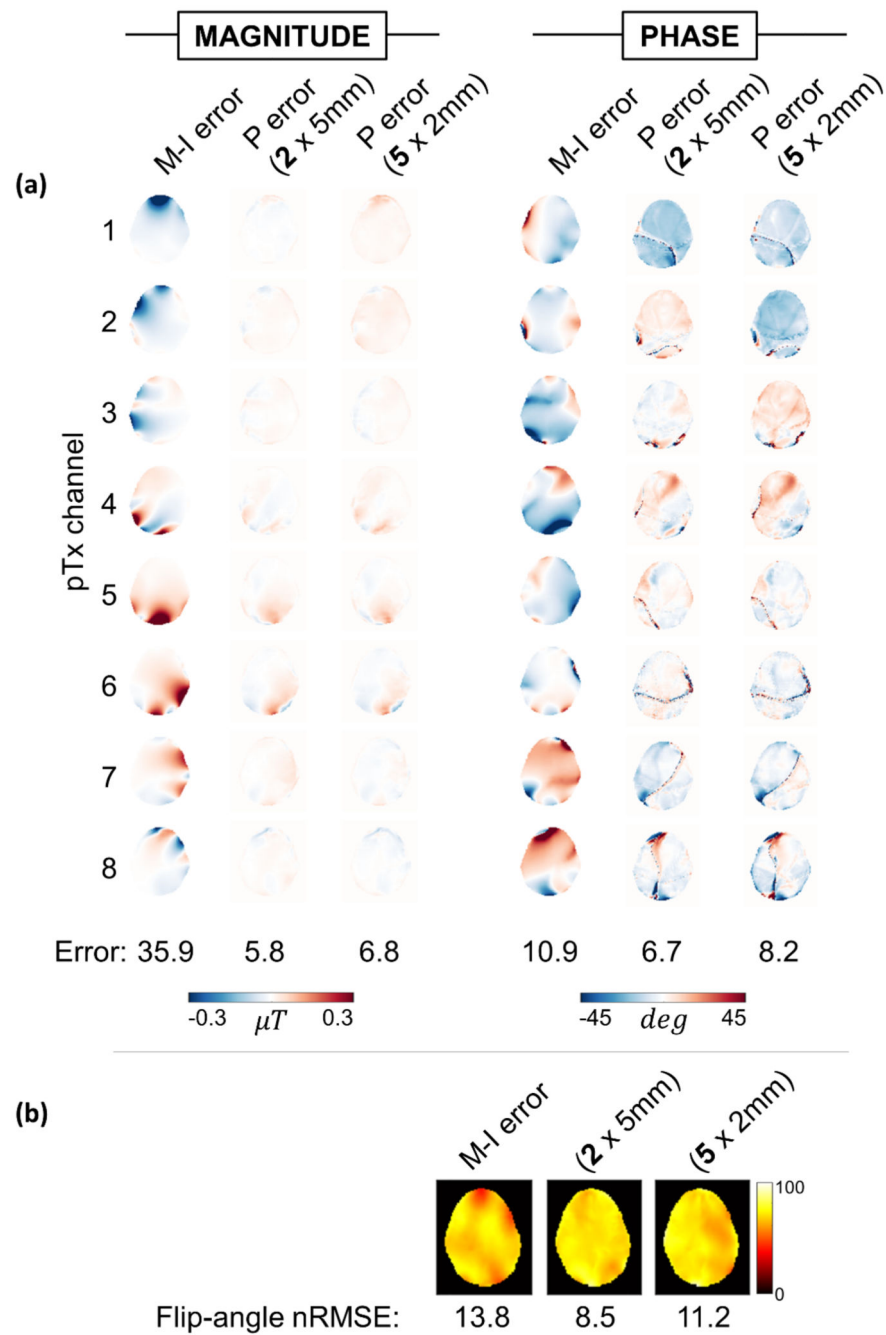 MAGNITUDE PHASE
M-I error P error (2 x 5mm) P error (5 x 2mm) M-I error P error (2 x 5mm) P error (5 x 2mm)
(a)
pTx channel
1
2
3
4
5
6
7
8
Error: 35.9 5.8 6.8 10.9 6.7 8.2
-0.3 μT 0.3 -45 deg 45
(b)
M-I error (2 x 5mm) (5 x 2mm)
100
0
Flip-angle nRMSE: 13.8 8.5 11.2